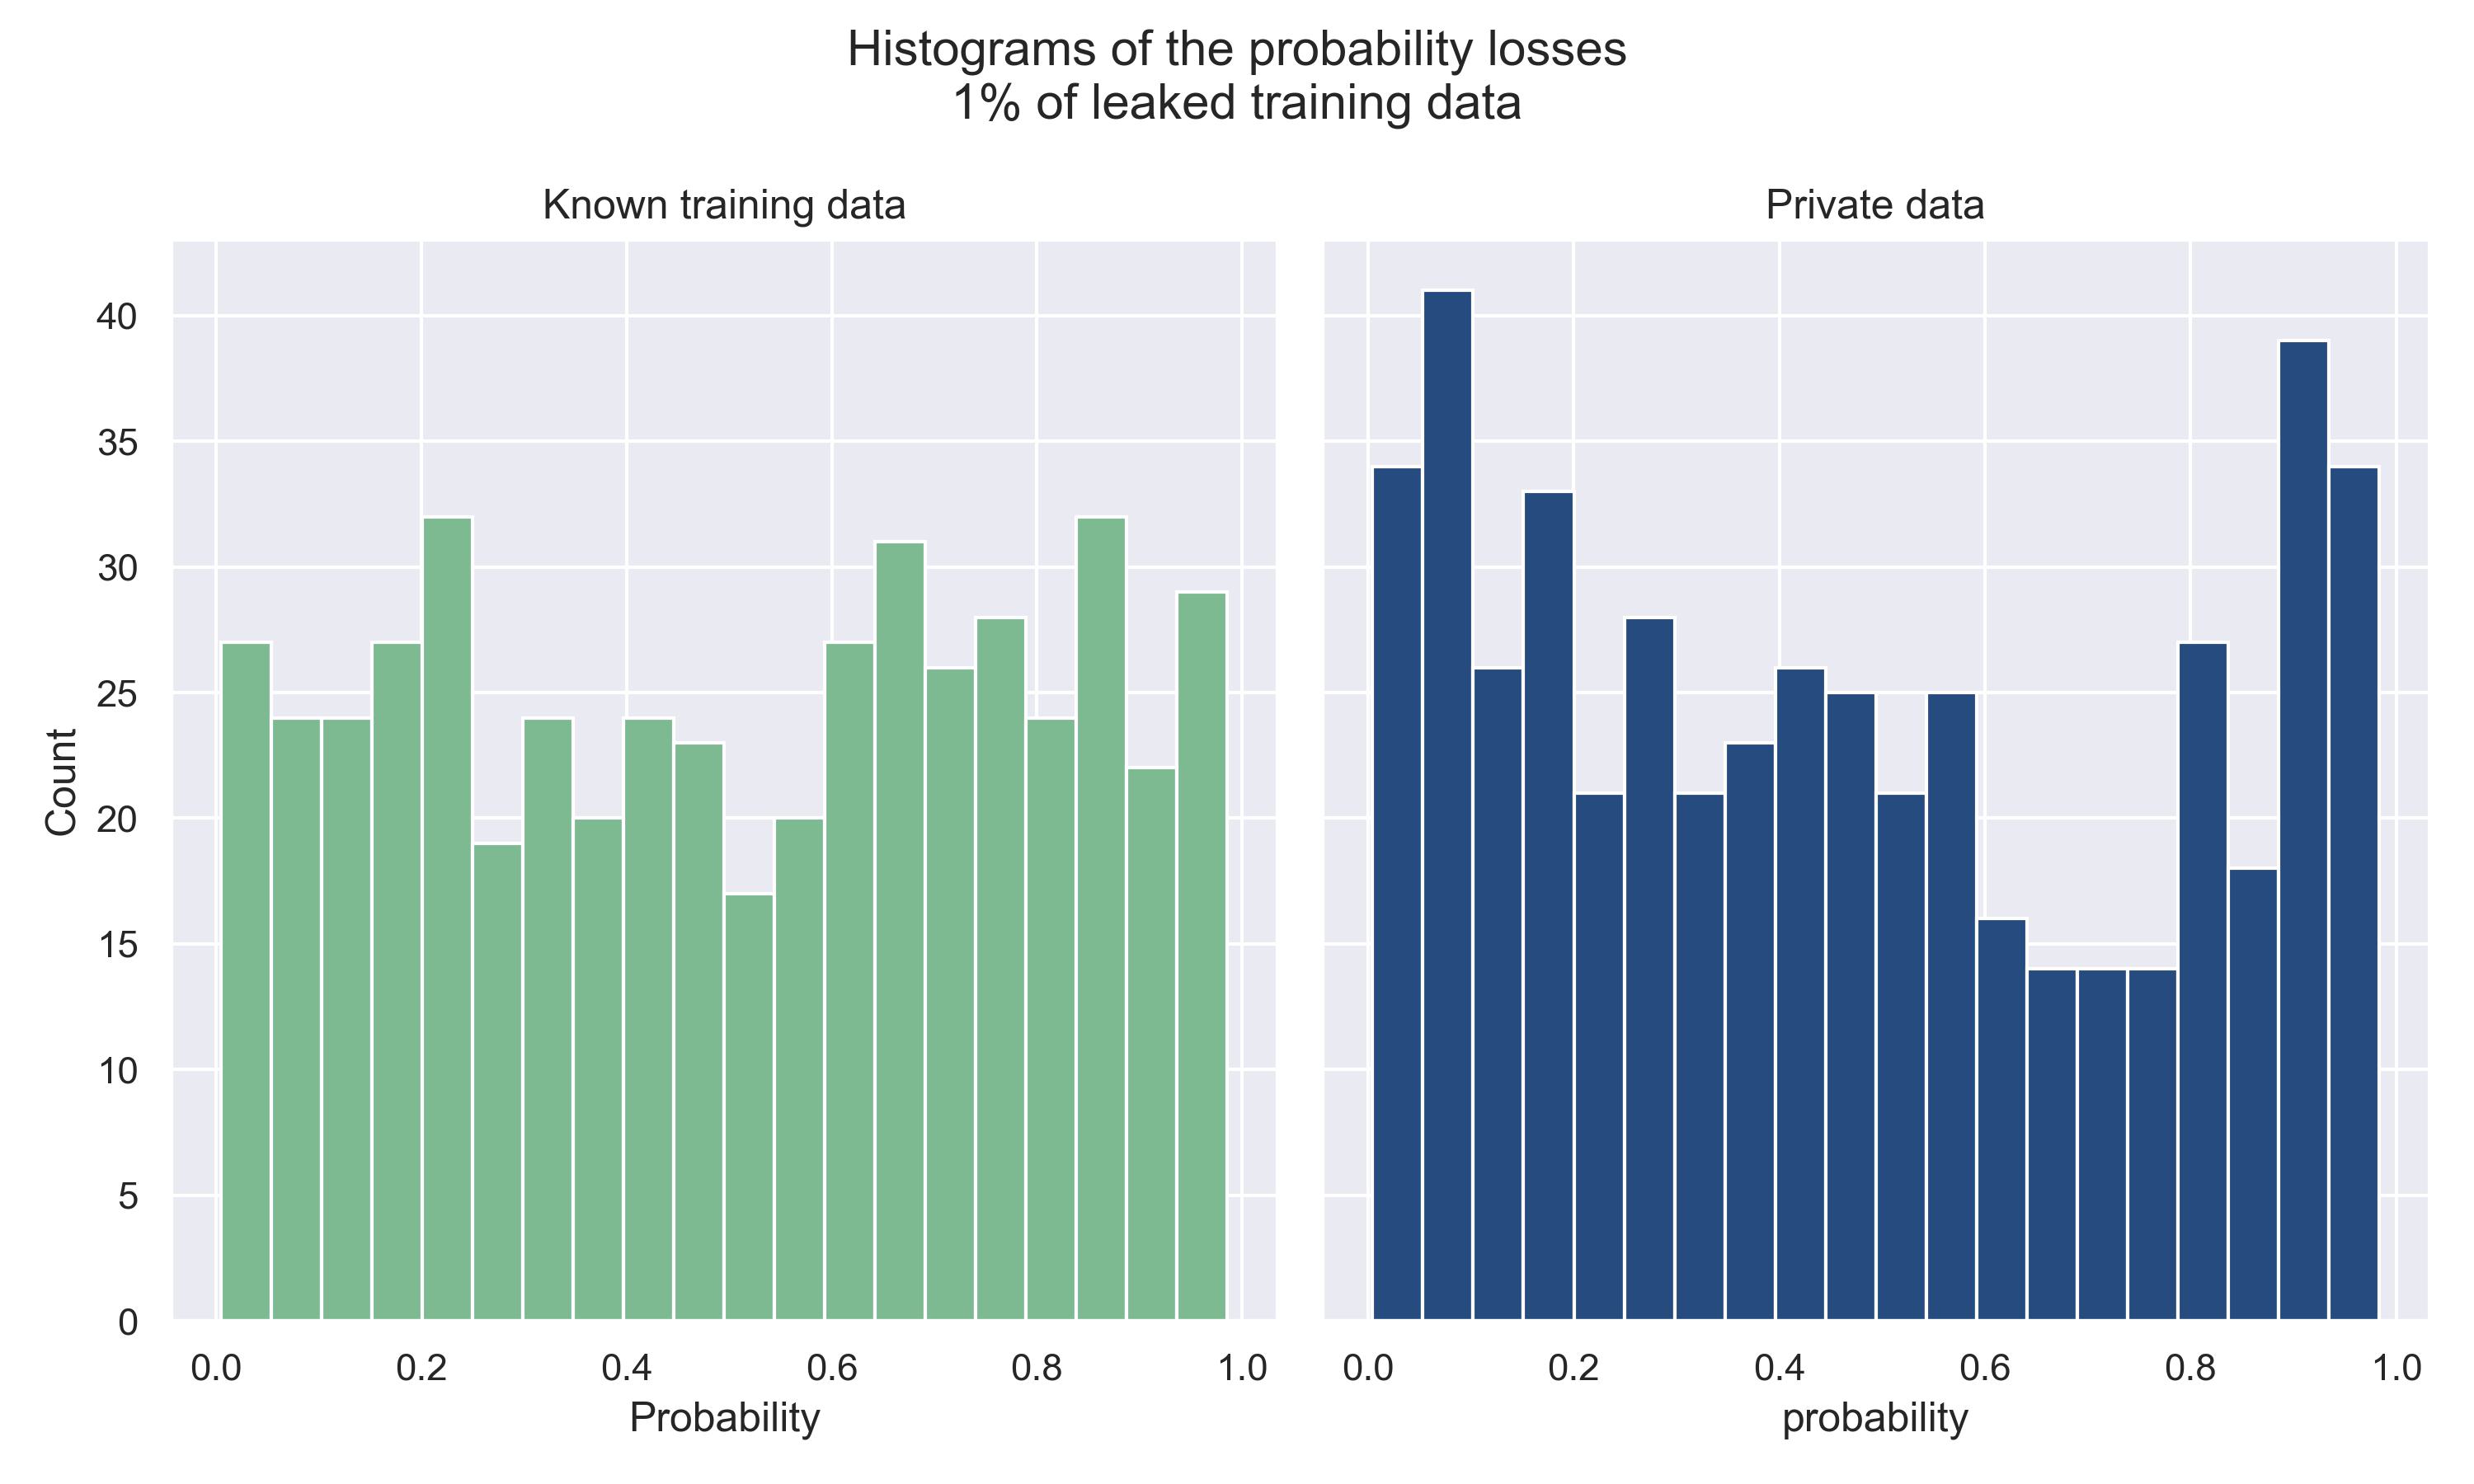 Histograms of the probability losses
1% of leaked training data
Known training data
Private data
Count
40
35
30
25
20
15
10
5
0
0.0 0.2 0.4 0.6 0.8 1.0
0.0 0.2 0.4 0.6 0.8 1.0
Probability
probability